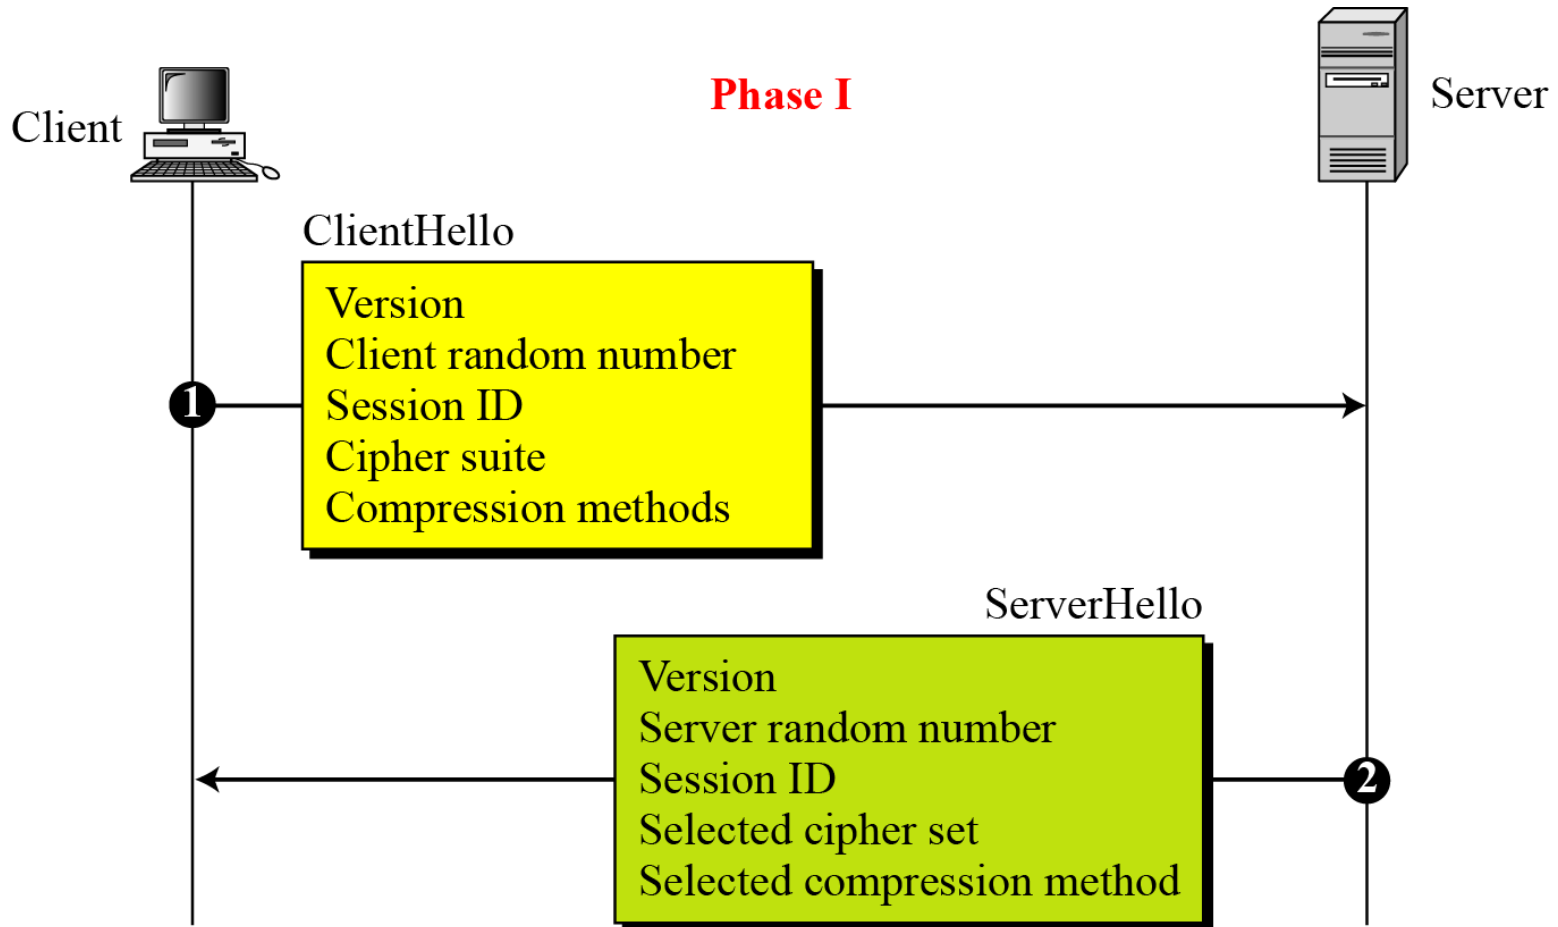 Phase I
Client
Server
ClientHello
Version
Client random number
1
Session ID
Cipher suite
Compression methods
ServerHello
Version
Server random number
Session ID
2
Selected cipher set
Selected compression method